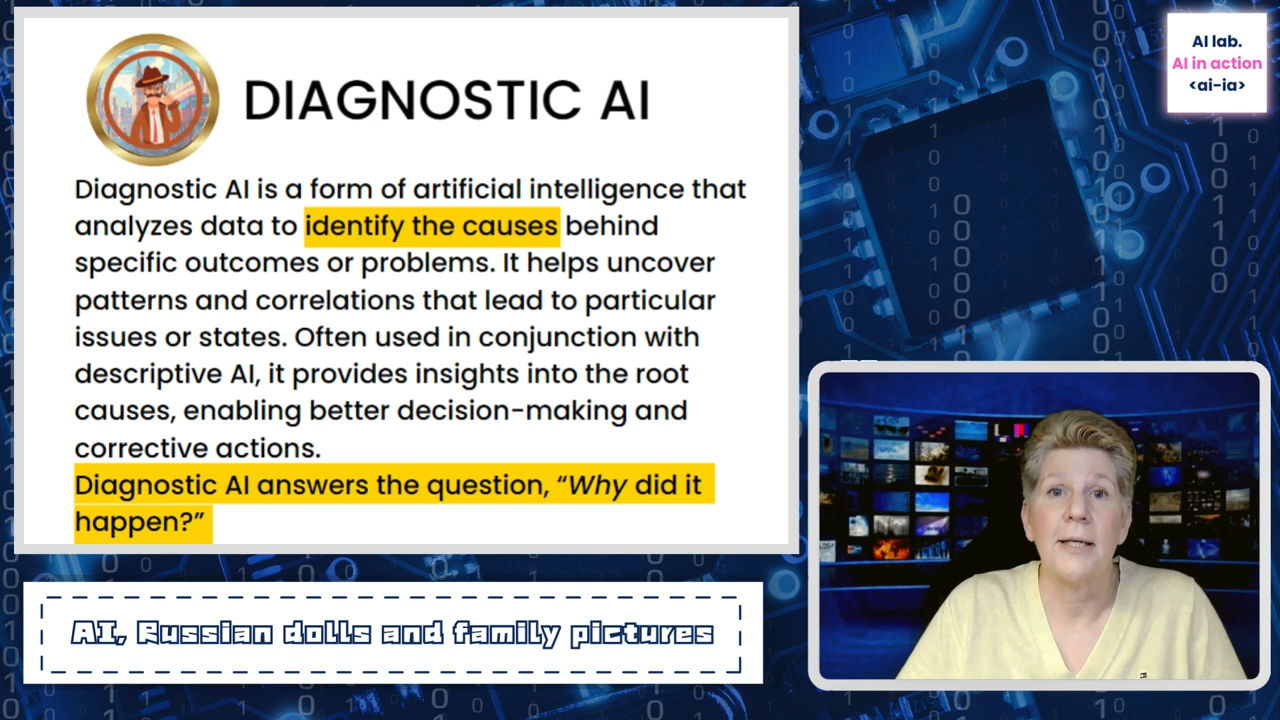 DIAGNOSTIC AI
Diagnostic AI is a form of artificial intelligence that
analyzes data to identify the causes behind
specific outcomes or problems. It helps uncover
patterns and correlations that lead to particular
issues or states. Often used in conjunction with
descriptive AI, it provides insights into the root
causes, enabling better decision-making and
corrective actions.
Diagnostic AI answers the question, “Why did it
happen?”
AI, Russian dolls and family pictures
AI lab.
AI in action
<ai-ia>